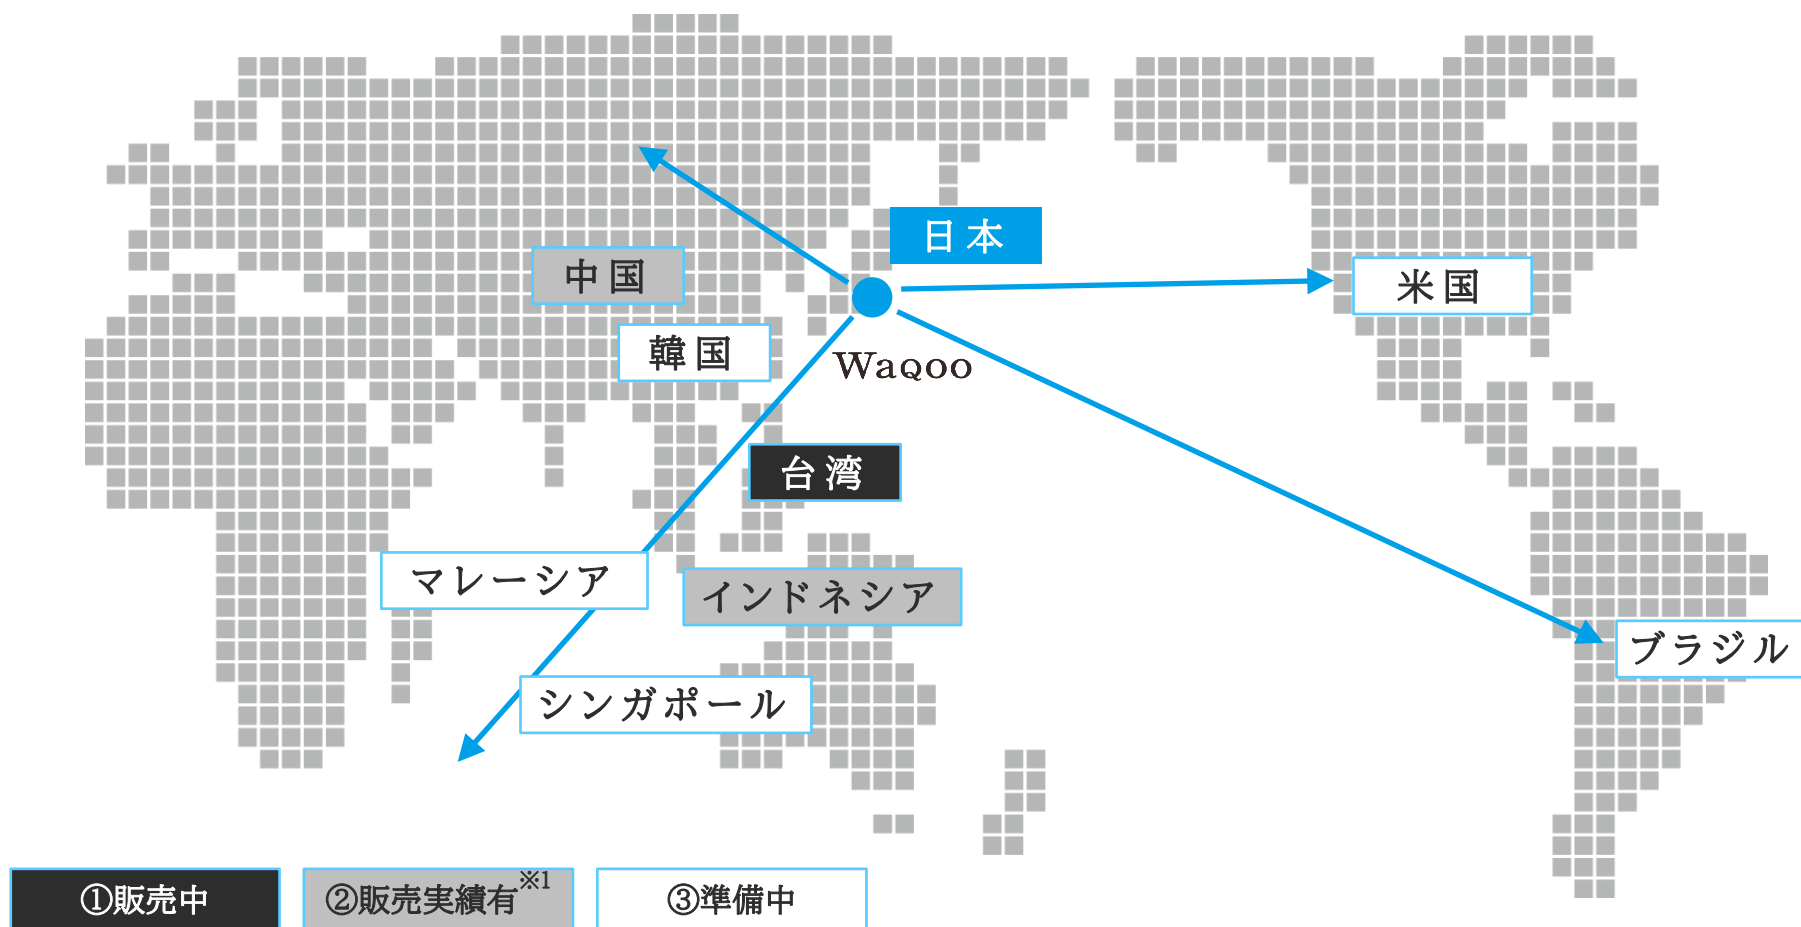 日本
中国
米国
韓国
Waqoo
台湾
マレーシア
インドネシア
ブラジル
シンガポール
①販売中
②販売実績有※1
③準備中